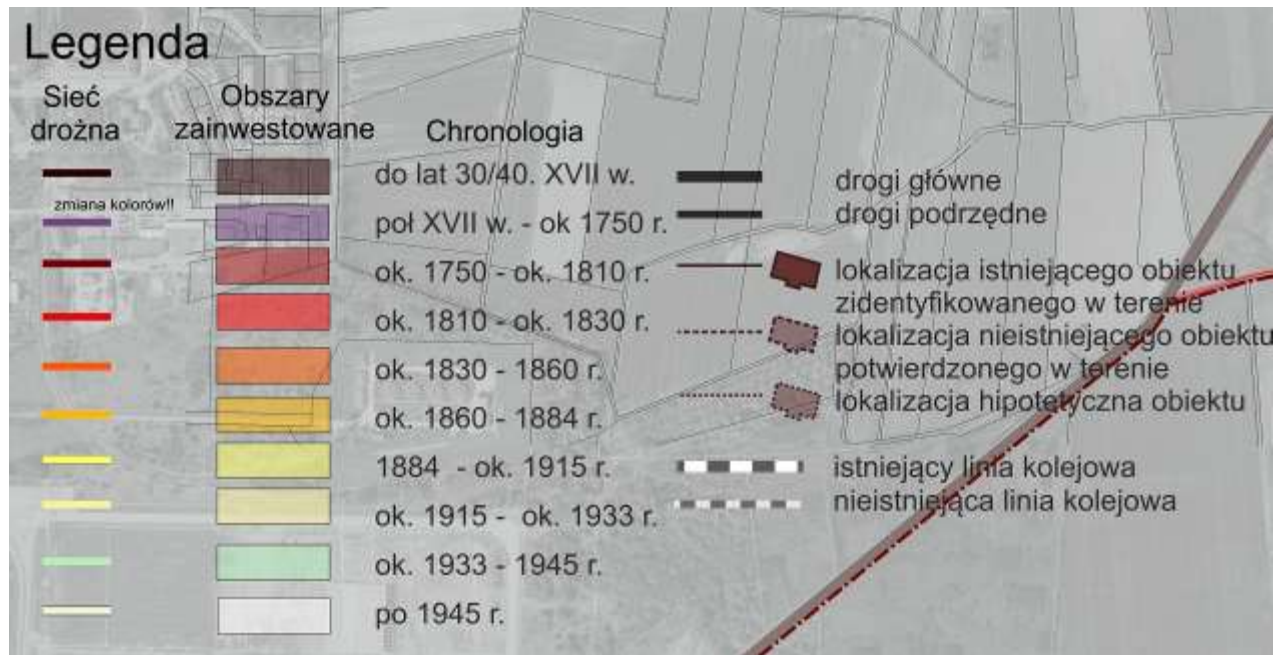 Legenda
Sieć
drożna
Obszary
zainwestowane
Chronologia
zmiana kolorów!!
do lat 30/40. XVII w.
poł XVII w. - ok 1750 r.
ok. 1750 - ok. 1810 r.
ok. 1810 - ok. 1830 r.
ok. 1830 - 1860 r.
ok. 1860 - 1884 r.
1884 - ok. 1915 r.
ok. 1915 - ok. 1933 r.
ok. 1933 - 1945 r.
po 1945 r.
drogi główne
drogi podrzędne
lokalizacja istniejącego obiektu
zidentyfikowanego w terenie
lokalizacja nieistniejącego obiektu
potwierdzonego w terenie
lokalizacja hipotetyczna obiektu
istniejący linia kolejowa
nieistniejąca linia kolejowa